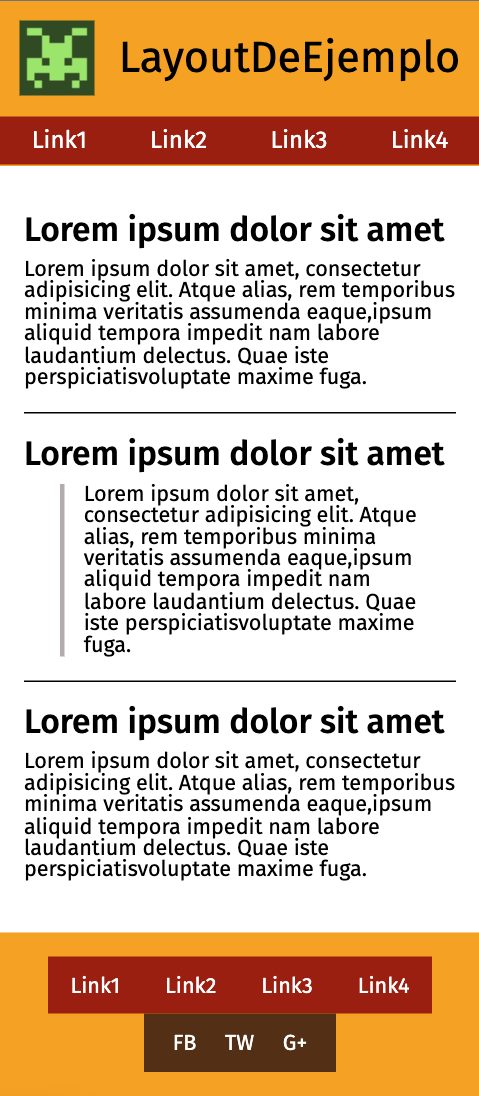 LayoutDeEjemplo
Link1 Link2 Link3 Link4
Lorem ipsum dolor sit amet
Lorem ipsum dolor sit amet, consectetur
adipisicing elit. Atque alias, rem temporibus
minima veritatis assumenda eaque,ipsum
aliquid tempora impedit nam labore
laudantium delectus. Quae iste
perspiciatisvoluptate maxime fuga.
Lorem ipsum dolor sit amet
Lorem ipsum dolor sit amet,
consectetur adipisicing elit. Atque
alias, rem temporibus minima
veritatis assumenda eaque,ipsum
aliquid tempora impedit nam
labore laudantium delectus. Quae
iste perspiciatisvoluptate maxime
fuga.
Lorem ipsum dolor sit amet
Lorem ipsum dolor sit amet, consectetur
adipisicing elit. Atque alias, rem temporibus
minima veritatis assumenda eaque,ipsum
aliquid tempora impedit nam labore
laudantium delectus. Quae iste
perspiciatisvoluptate maxime fuga.
Link1 Link2 Link3 Link4
FB TW G+